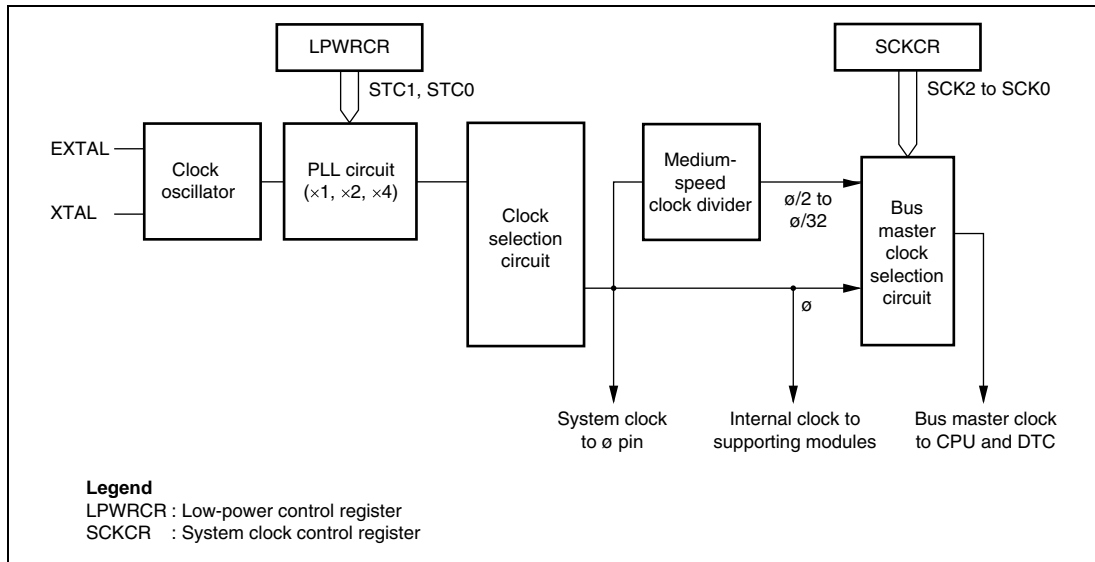 LPWRCR
SCKCR
STC1, STC0
SCK2 to SCK0
EXTAL
XTAL
Clock
oscillator
PLL circuit
(×1, ×2, ×4)
Clock
selection
circuit
Medium-
speed
clock divider
ø/2 to
ø/32
Bus
master
clock
selection
circuit
ø
System clock
to ø pin
Internal clock to
supporting modules
Bus master clock
to CPU and DTC
Legend
LPWRCR : Low-power control register
SCKCR : System clock control register